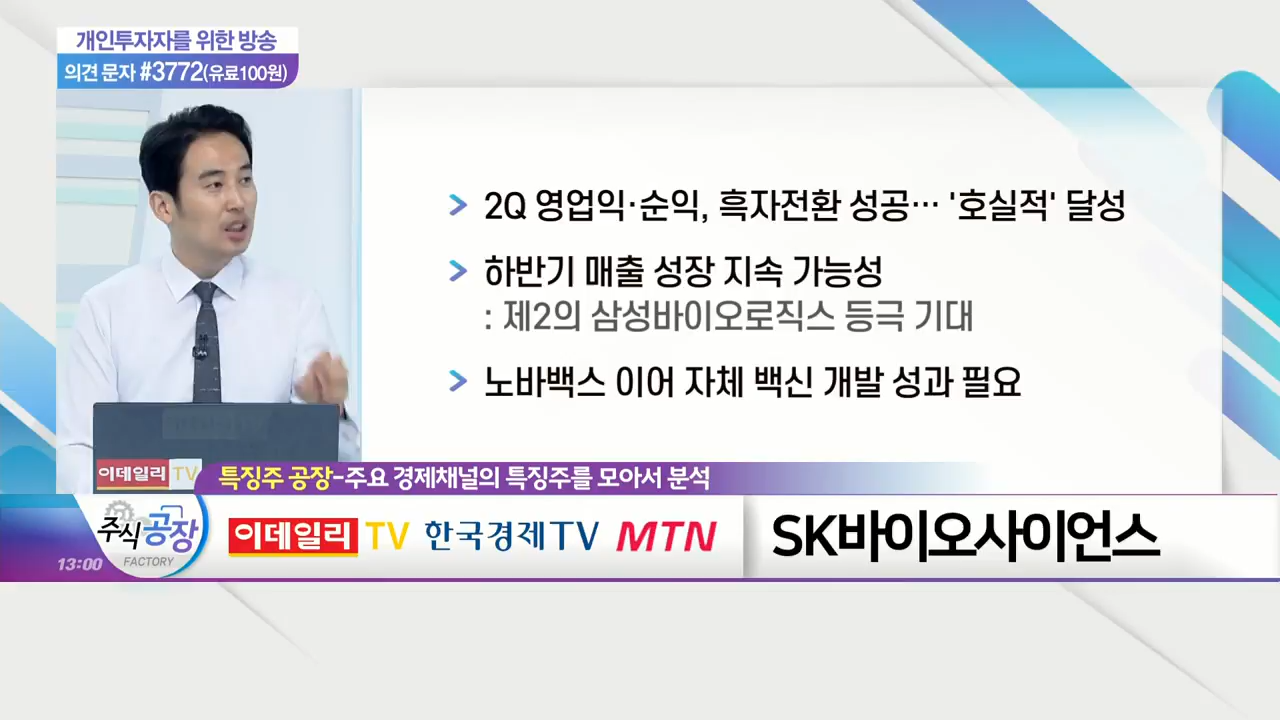 개인투자자를 위한 방송
의견 문자 #3772(유료100원)
> 2Q 영업익·순익, 흑자전환 성공… '호실적' 달성
> 하반기 매출 성장 지속 가능성
: 제2의 삼성바이오로직스 등극 기대
> 노바백스 이어 자체 백신 개발 성과 필요
이데일리 TV
특징주 공장-주요 경제채널의 특징주를 모아서 분석
주식공장
FACTORY
13:00
이데일리 TV 한국경제TV MTN
SK바이오사이언스